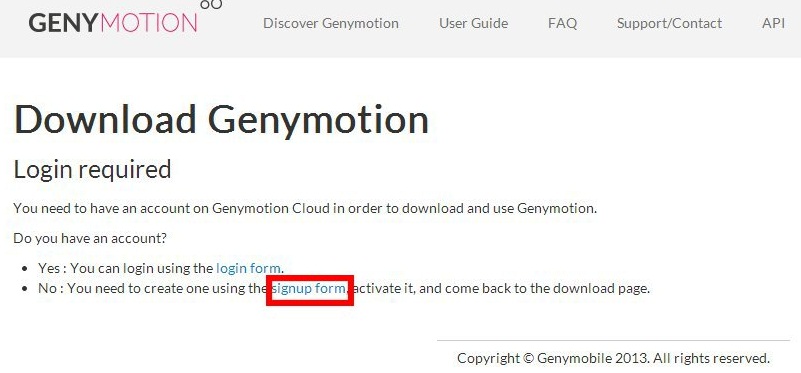 GENYMOTION Discover Genymotion User Guide FAQ Support/Contact API
Download Genymotion
Login required
You need to have an account on Genymotion Cloud in order to download and use Genymotion.
Do you have an account?
• Yes : You can login using the login form.
• No : You need to create one using the signup form, activate it, and come back to the download page.
Copyright © Genymobile 2013. All rights reserved.